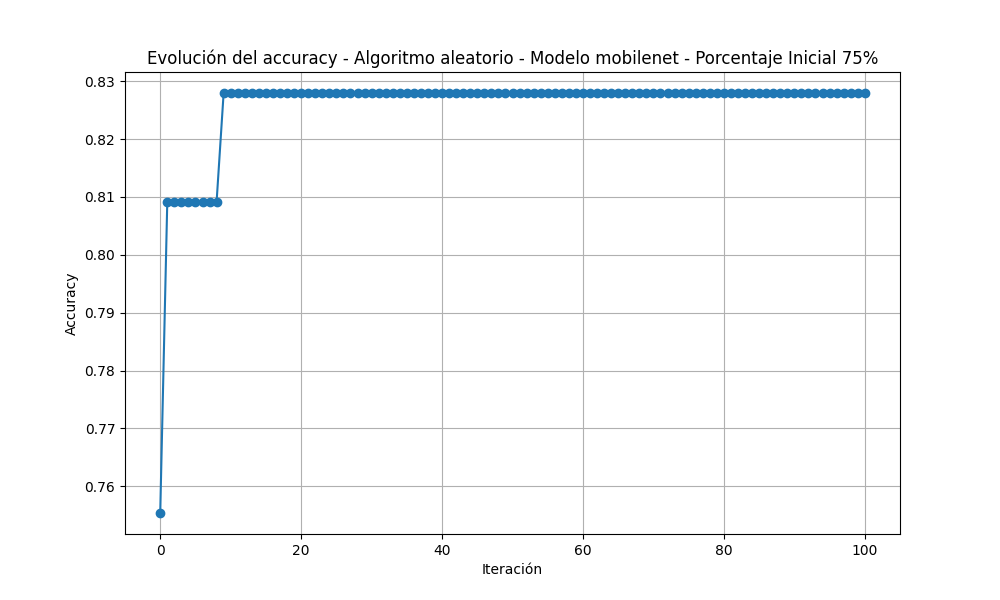 Evolución del accuracy - Algoritmo aleatorio - Modelo mobilenet - Porcentaje Inicial 75%
0.83
0.82
0.81
0.80
0.79
0.78
0.77
0.76
Accuracy
0 20 40 60 80 100
Iteración